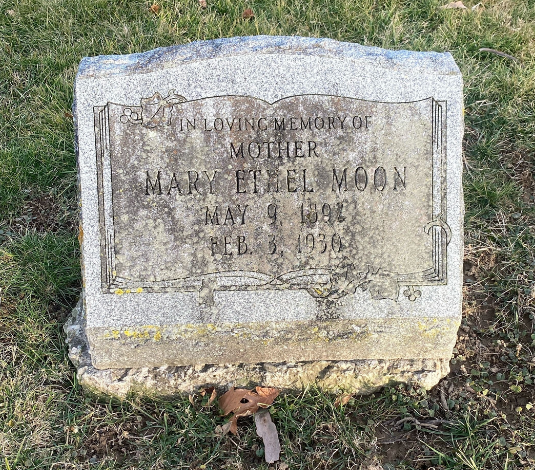 IN LOVING MEMORY OF
MOTHER
MARY ETHEL MOON
MAY 9,
FEB. 3, 1930